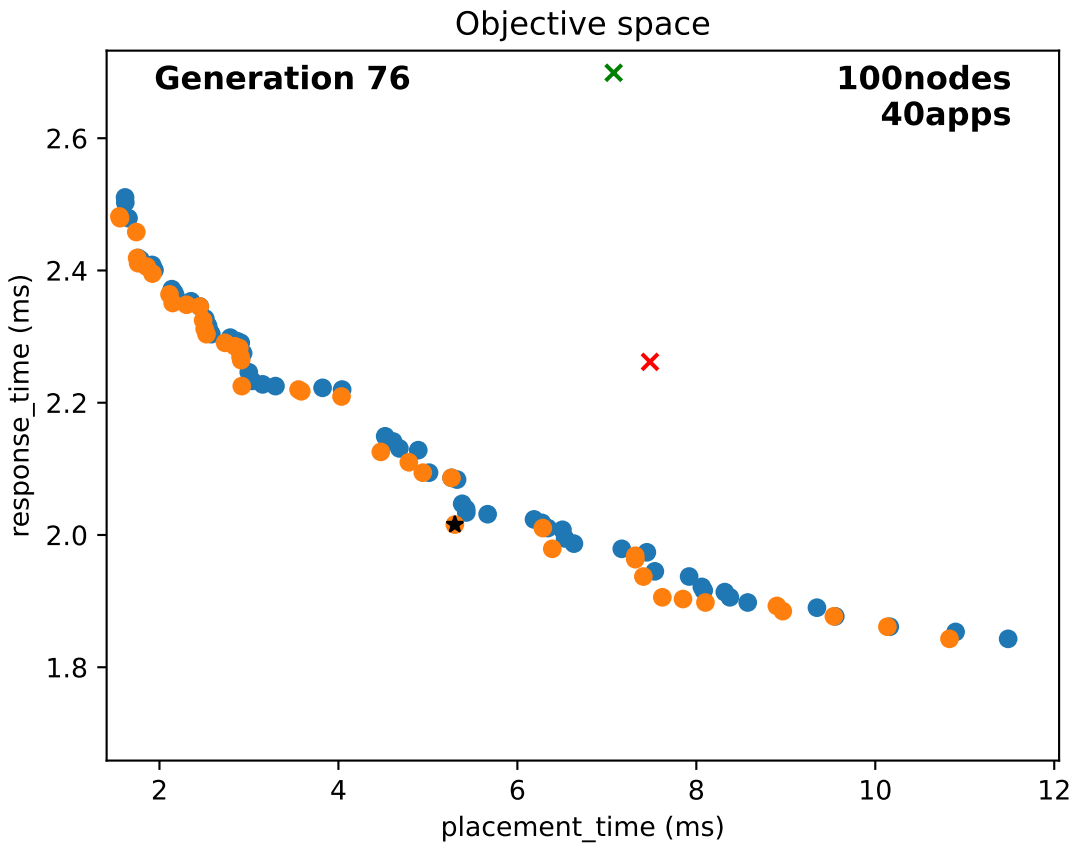 Objective space
Generation 76
100nodes
40apps
response_time (ms)
2.6
2.4
2.2
2.0
1.8
2 4 6 8 10 12
placement_time (ms)